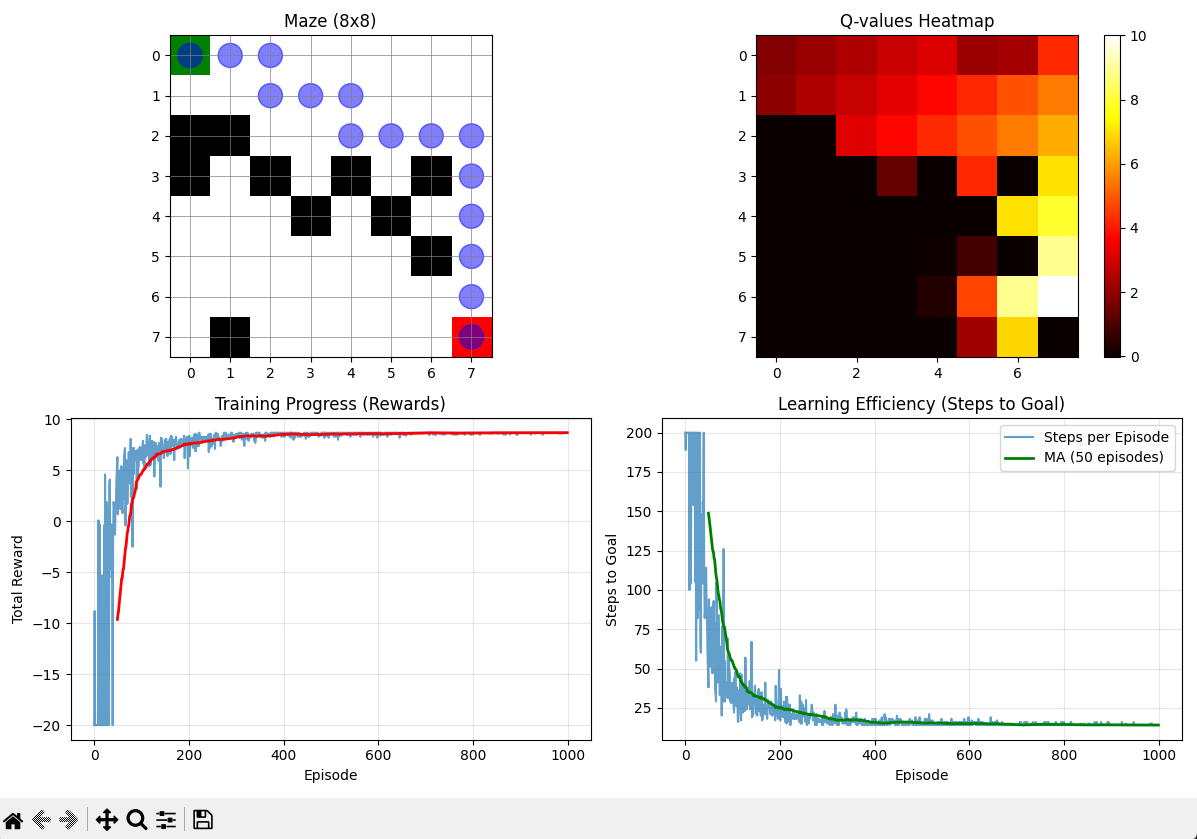 Maze (8x8)
0
1
2
3
4
5
6
7
0 1 2 3 4 5 6 7
Q-values Heatmap
0
1
2
3
4
5
6
7
0 2 4 6
10
8
6
4
2
0
Training Progress (Rewards)
Total Reward
10
5
0
−5
−10
−15
−20
0 200 400 600 800 1000
Episode
Learning Efficiency (Steps to Goal)
Steps to Goal
200
175
150
125
100
75
50
25
Steps per Episode
MA (50 episodes)
0 200 400 600 800 1000
Episode